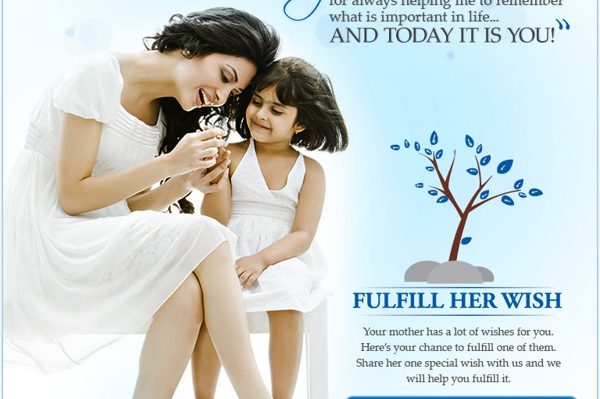 for always helping me to remember
what is important in life...
AND TODAY IT IS YOU!”
FULFILL HER WISH
Your mother has a lot of wishes for you.
Here's your chance to fulfill one of them.
Share her one special wish with us and we
will help you fulfill it.